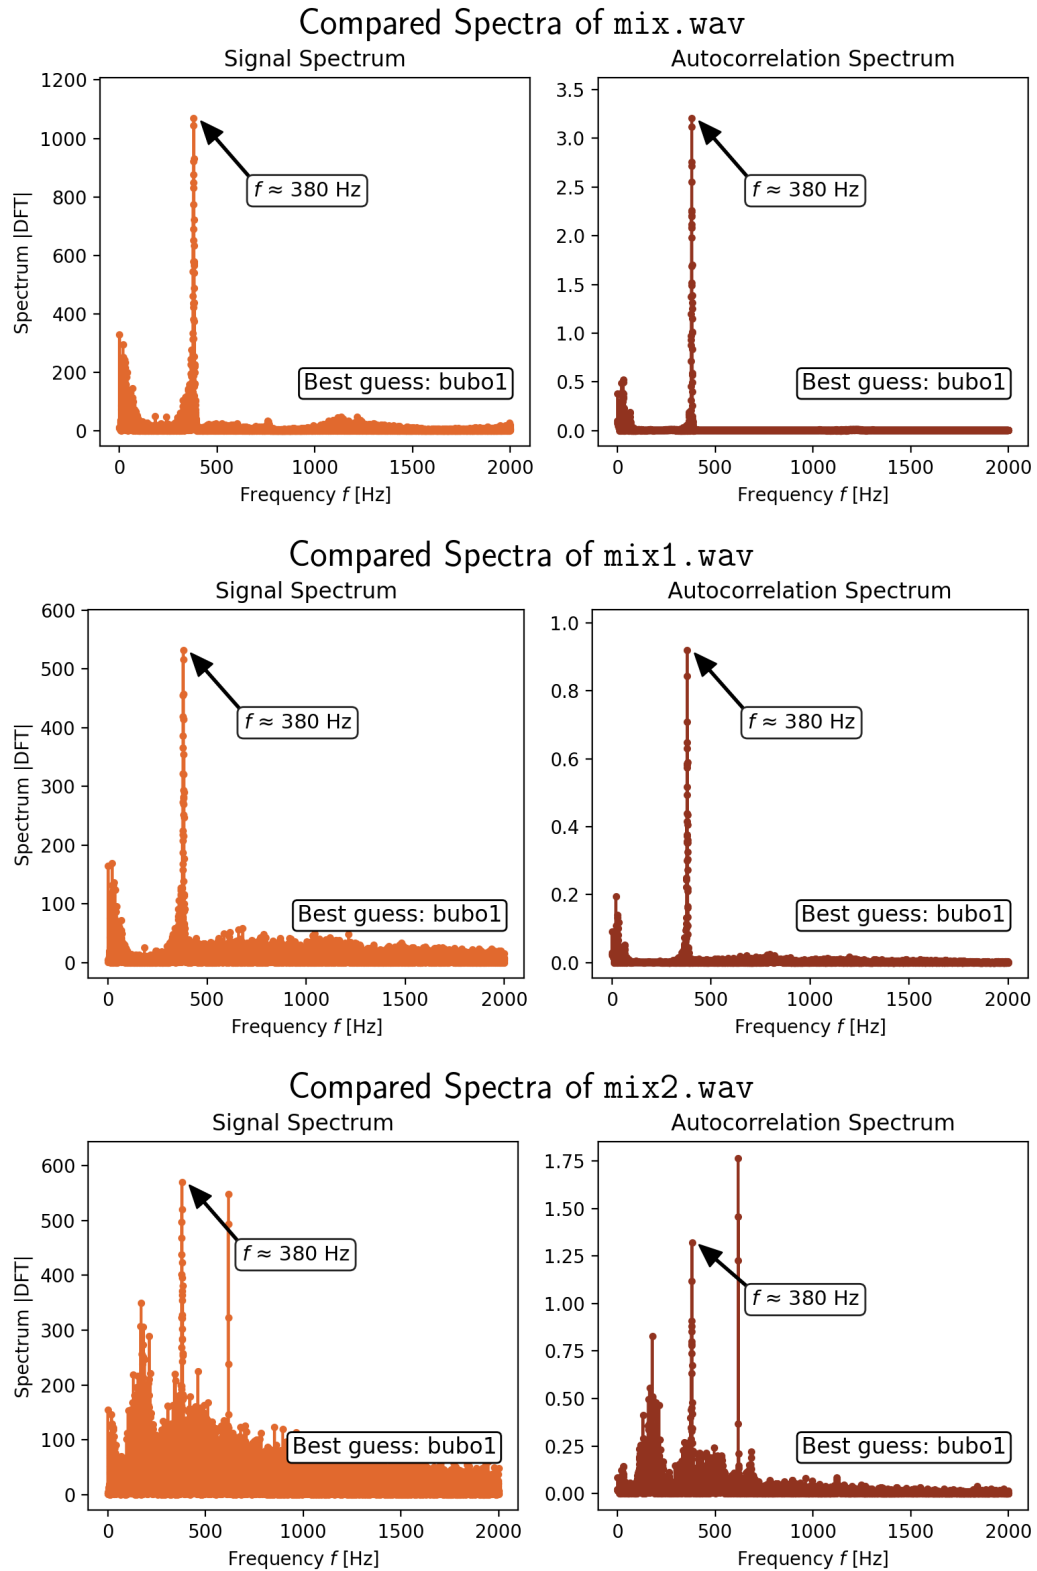 Compared Spectra of mix.wav
Signal Spectrum
Autocorrelation Spectrum
1200
1000
800
600
400
200
0
Spectrum |DFT|
f ≈ 380 Hz
Best guess: bubo1
0 500 1000 1500 2000
Frequency f [Hz]
3.5
3.0
2.5
2.0
1.5
1.0
0.5
0.0
f ≈ 380 Hz
Best guess: bubo1
0 500 1000 1500 2000
Frequency f [Hz]
Compared Spectra of mix1.wav
Signal Spectrum
Autocorrelation Spectrum
600
500
400
300
200
100
0
Spectrum |DFT|
f ≈ 380 Hz
Best guess: bubo1
0 500 1000 1500 2000
Frequency f [Hz]
1.0
0.8
0.6
0.4
0.2
0.0
f ≈ 380 Hz
Best guess: bubo1
0 500 1000 1500 2000
Frequency f [Hz]
Compared Spectra of mix2.wav
Signal Spectrum
Autocorrelation Spectrum
600
500
400
300
200
100
0
Spectrum |DFT|
f ≈ 380 Hz
Best guess: bubo1
0 500 1000 1500 2000
Frequency f [Hz]
1.75
1.50
1.25
1.00
0.75
0.50
0.25
0.00
f ≈ 380 Hz
Best guess: bubo1
0 500 1000 1500 2000
Frequency f [Hz]